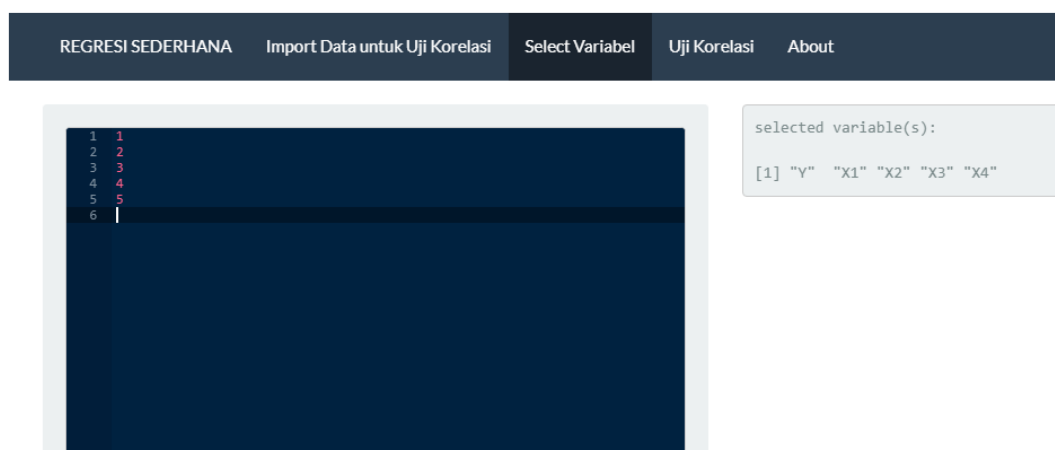 REGRESI SEDERHANA Import Data untuk Uji Korelasi Select Variabel Uji Korelasi About
1 1
2 2
3 3
4 4
5 5
6
selected variable(s):
[1] "Y" "X1" "X2" "X3" "X4"